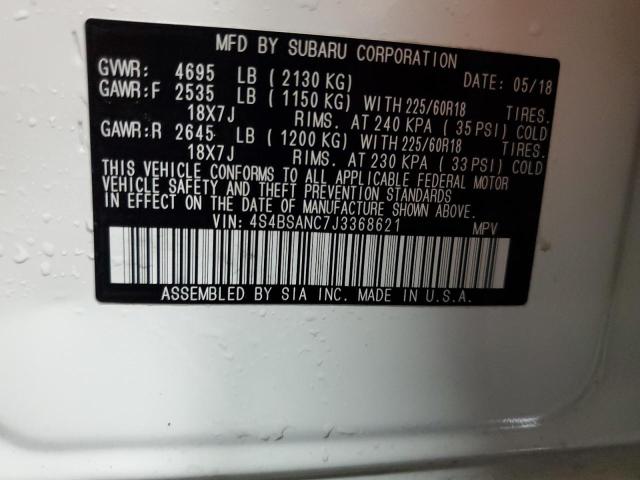 MFD BY SUBARU CORPORATION
GVWR: 4695 LB ( 2130 KG) DATE: 05/18
GAWR:F 2535 LB ( 1150 KG) WITH 225/60R18 TIRES.
18X7J RIMS. AT 240 KPA ( 35 PSI) COLD
GAWR:R 2645 LB ( 1200 KG) WITH 225/60R18 TIRES.
18X7J RIMS. AT 230 KPA ( 33 PSI) COLD
THIS VEHICLE CONFORMS TO ALL APPLICABLE FEDERAL MOTOR
VEHICLE SAFETY AND THEFT PREVENTION STANDARDS
IN EFFECT ON THE DATE OF MANUFACTURE SHOWN ABOVE.
VIN: 4S4BSANC7J3368621 MPV
ASSEMBLED BY SIA INC. MADE IN U.S.A.